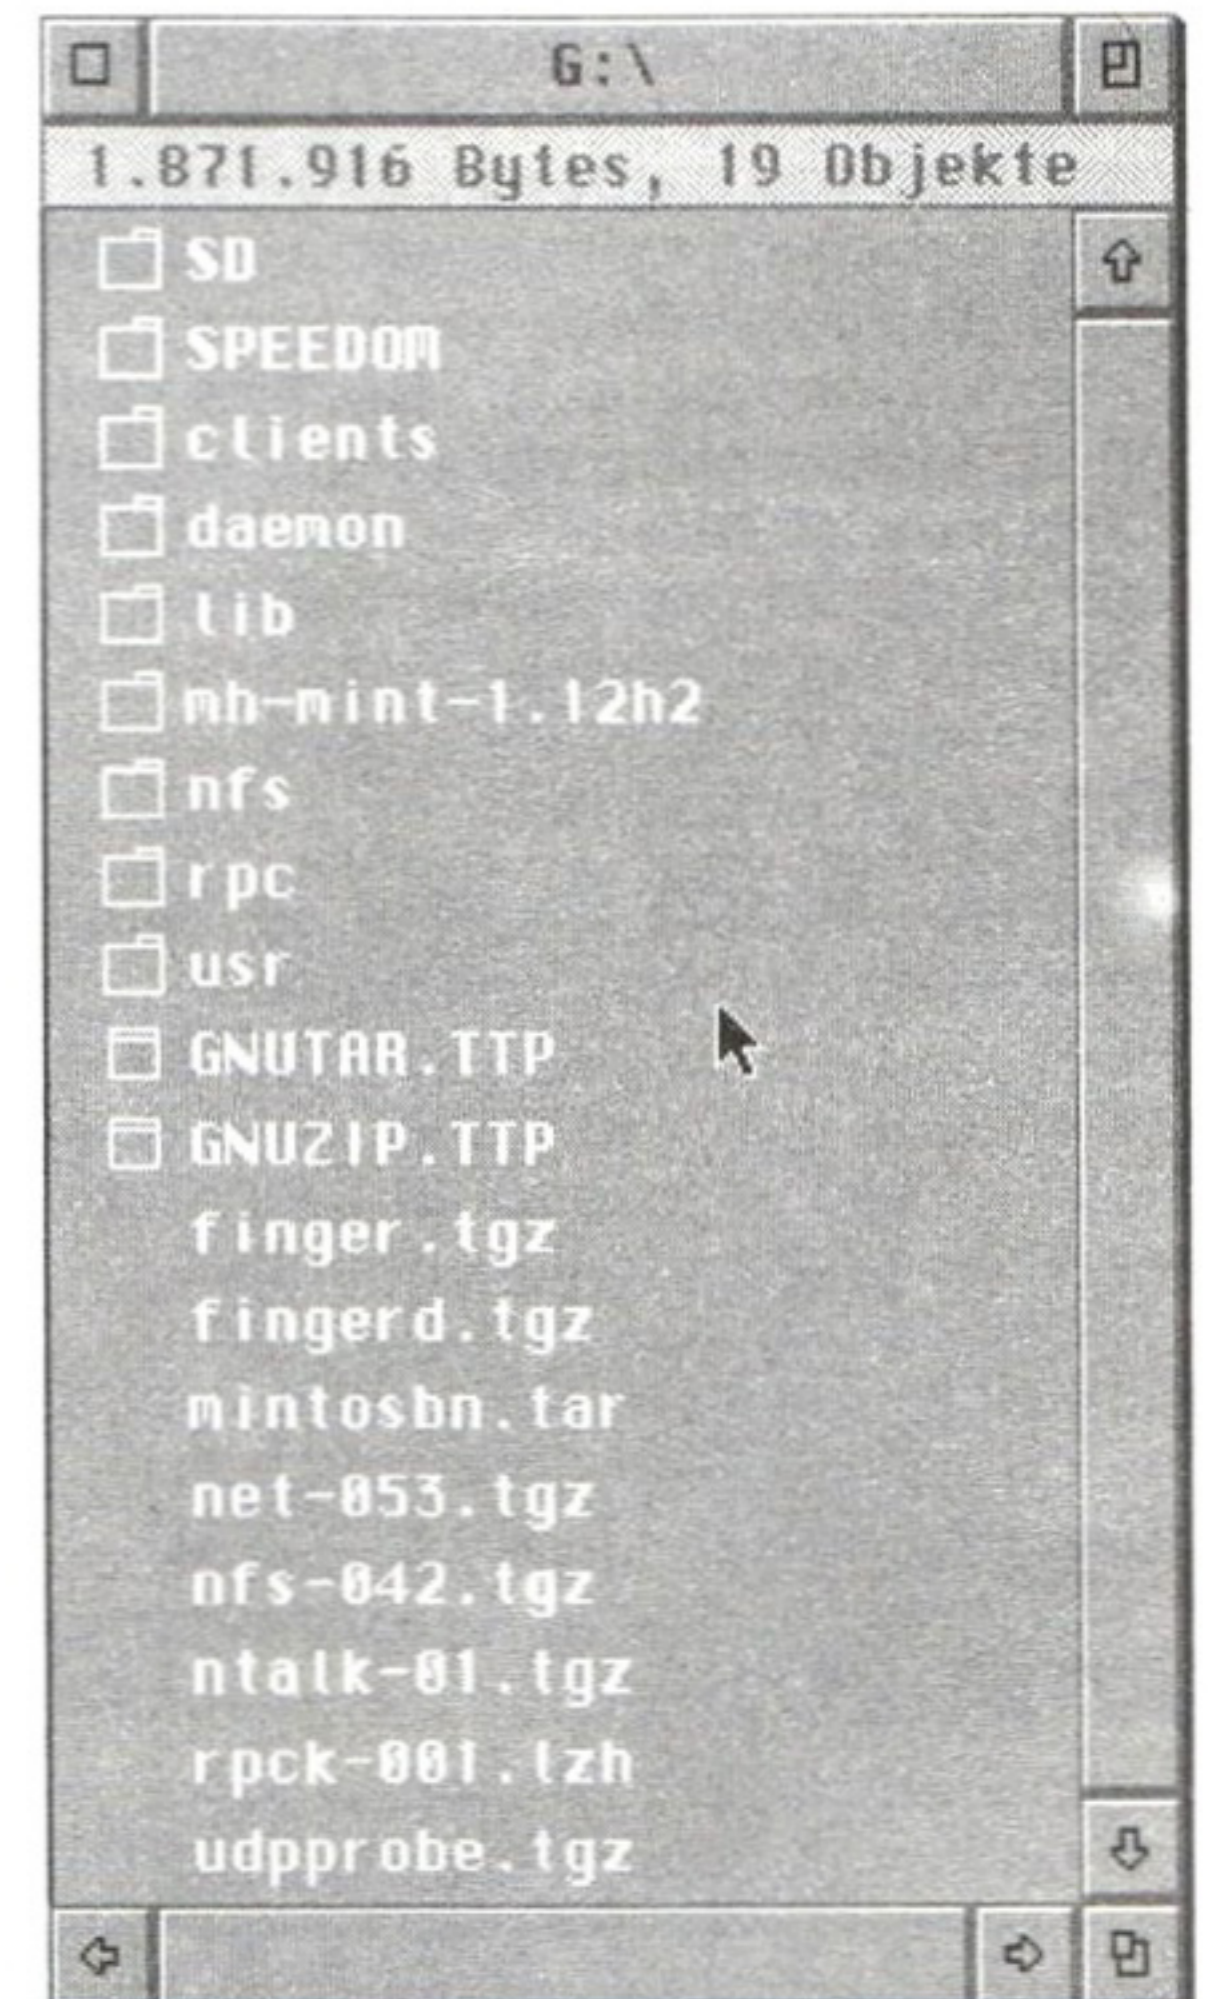 G:\
1.871.916 Bytes, 19 Objekte
SD
SPEEDOM
clients
daemon
lib
mh-mint-1.12h2
nfs
rpc
usr
GNUTAR.TTP
GNUZIP.TTP
finger.tgz
fingerd.tgz
mintosbn.tar
net-053.tgz
nfs-042.tgz
ntalk-01.tgz
rpck-001.lzh
udpprobe.tgz